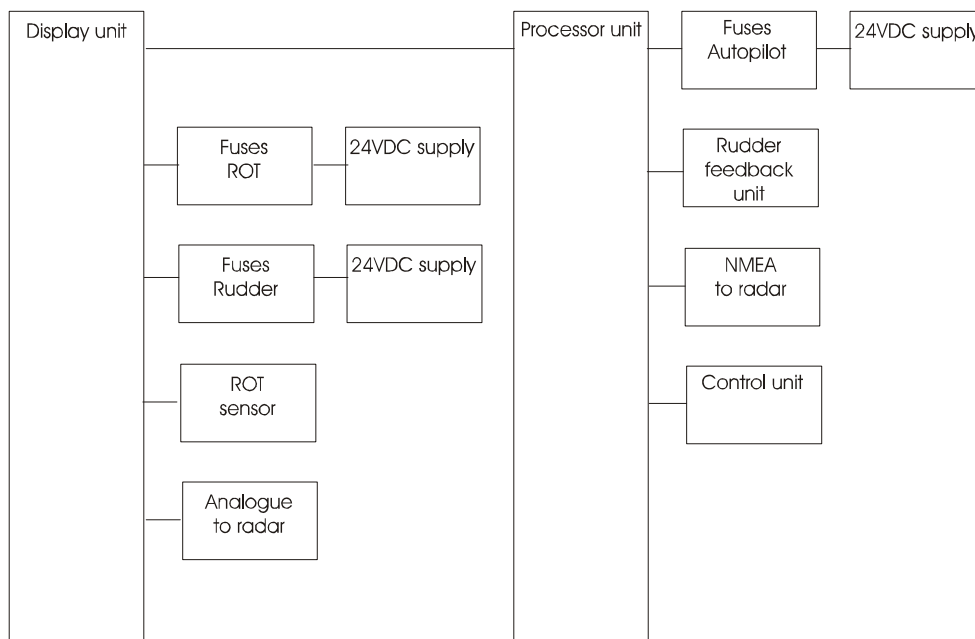 Display unit
Processor unit
Fuses
Autopilot
24VDC supply
Fuses
ROT
24VDC supply
Rudder
feedback
unit
Fuses
Rudder
24VDC supply
NMEA
to radar
ROT
sensor
Control unit
Analogue
to radar